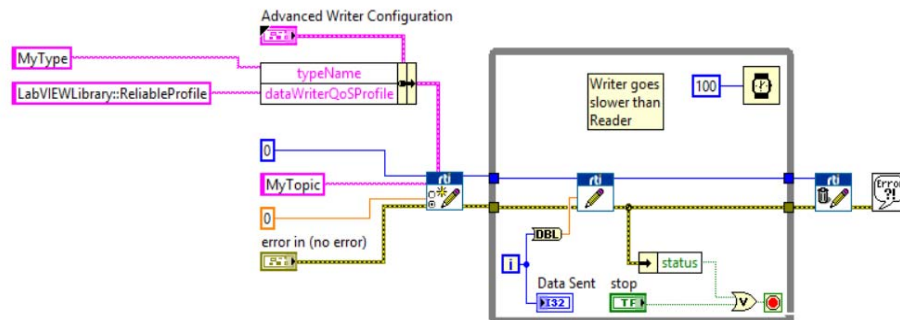 Advanced Writer Configuration
MyType
typeName
LabVIEWLibrary::ReliableProfile
dataWriterQoSProfile
Writer goes
slower than
Reader
100
0
MyTopic
0
error in (no error)
rti
rti
rti
Error
?!
DBL
i
status
Data Sent
I32
stop
TF
V